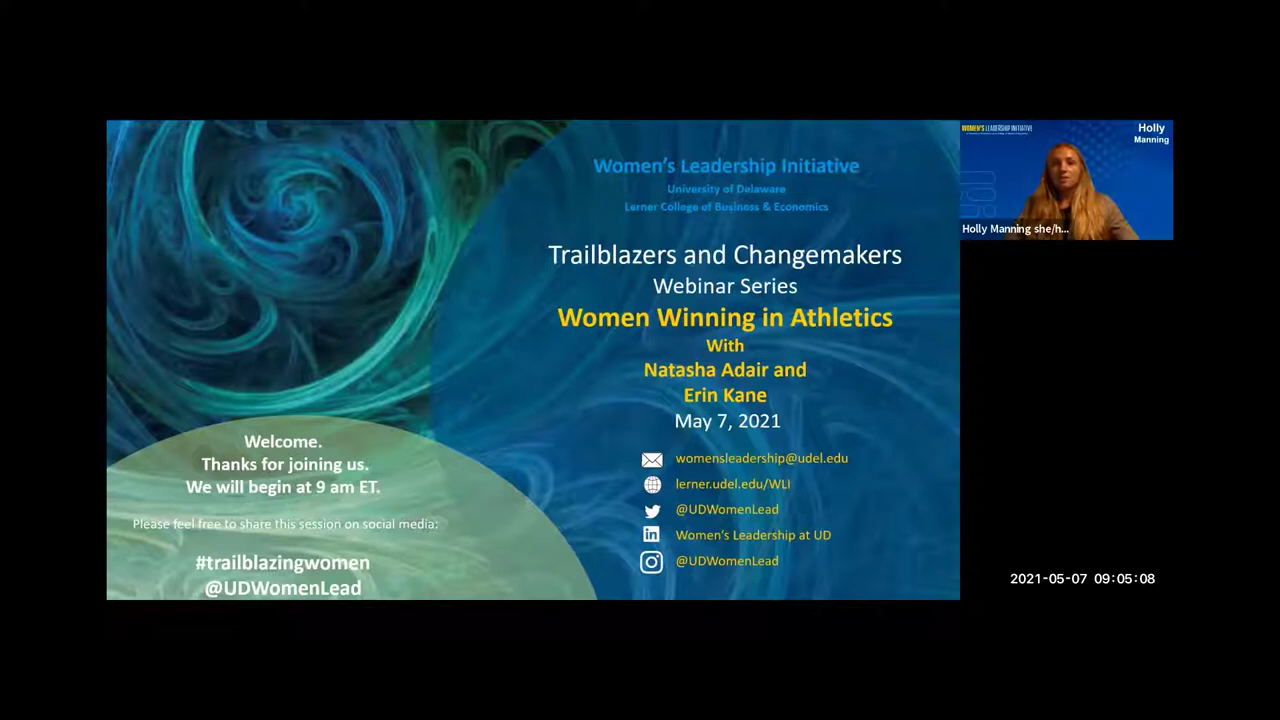 Women's Leadership Initiative
University of Delaware
Lerner College of Business & Economics
Trailblazers and Changemakers
Webinar Series
Women Winning in Athletics
With
Natasha Adair and
Erin Kane
May 7, 2021
womensleadership@udel.edu
lerner.udel.edu/WLI
@UDWomenLead
Women's Leadership at UD
@UDWomenLead
Welcome.
Thanks for joining us.
We will begin at 9 am ET.
Please feel free to share this session on social media:
#trailblazingwomen
@UDWomenLead
WOMEN'S LEADERSHIP INITIATIVE
Holly
Manning
Holly Manning she/h...
2021-05-07 09:05:08